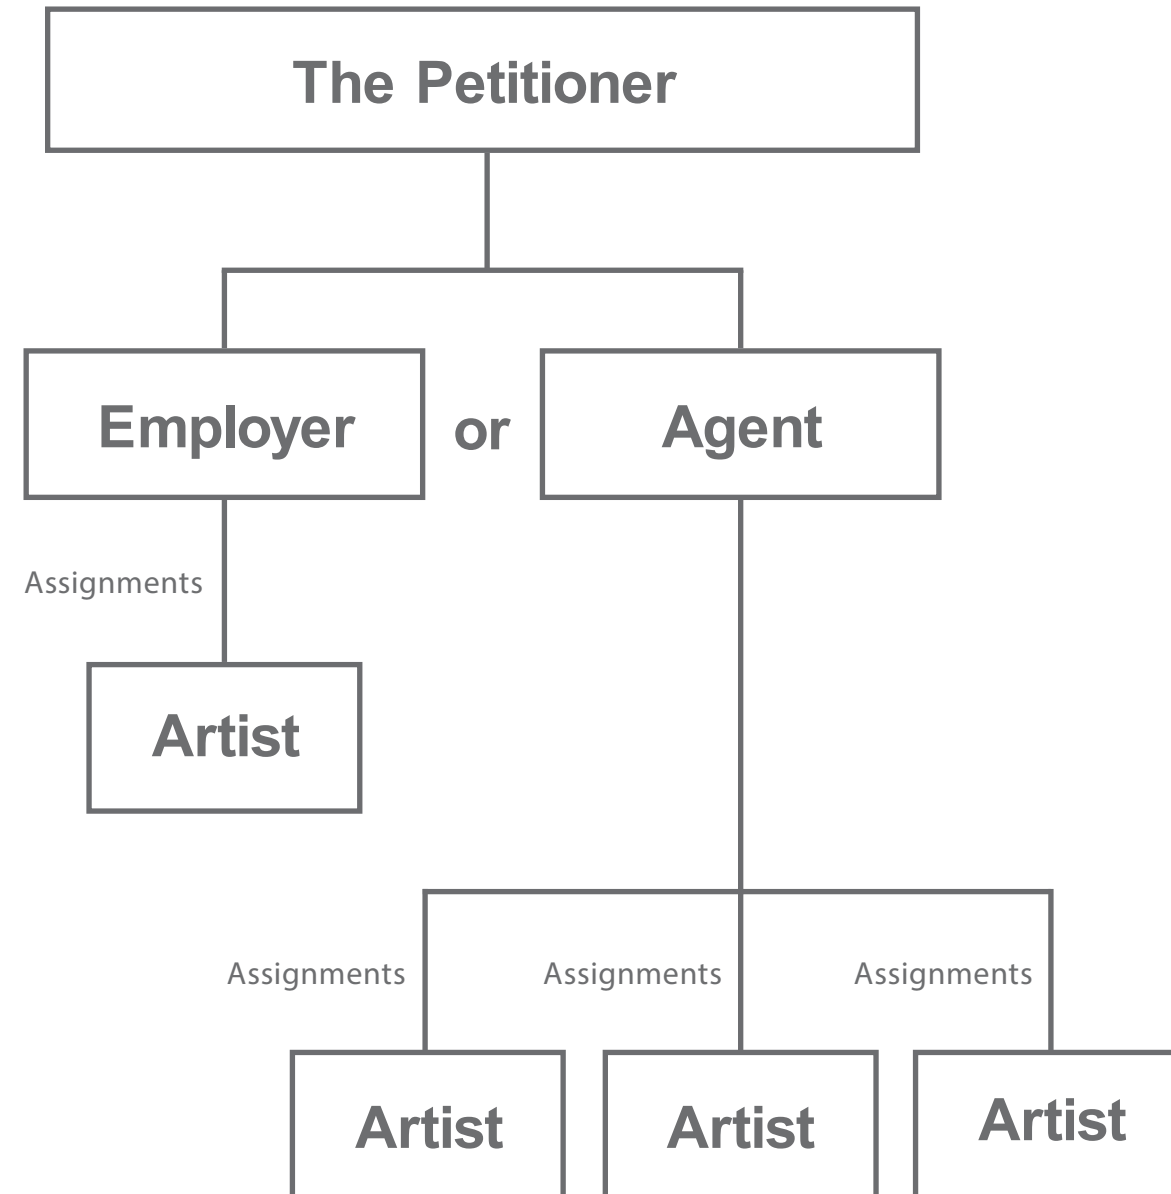 The Petitioner
Employer or Agent
Assignments
Artist
Assignments Assignments Assignments
Artist Artist Artist